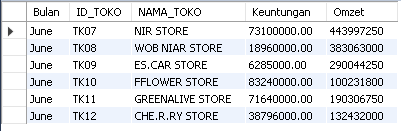 Bulan ID_TOKO NAMA_TOKO Keuntungan Omzet
June TK07 NIR STORE 73100000.00 443997250
June TK08 WOB NIAR STORE 18960000.00 383063000
June TK09 ES.CAR STORE 6285000.00 290044250
June TK10 FFLOWER STORE 83240000.00 100231800
June TK11 GREENALIVE STORE 71640000.00 190306750
June TK12 CHE.R.RY STORE 38796000.00 132432000